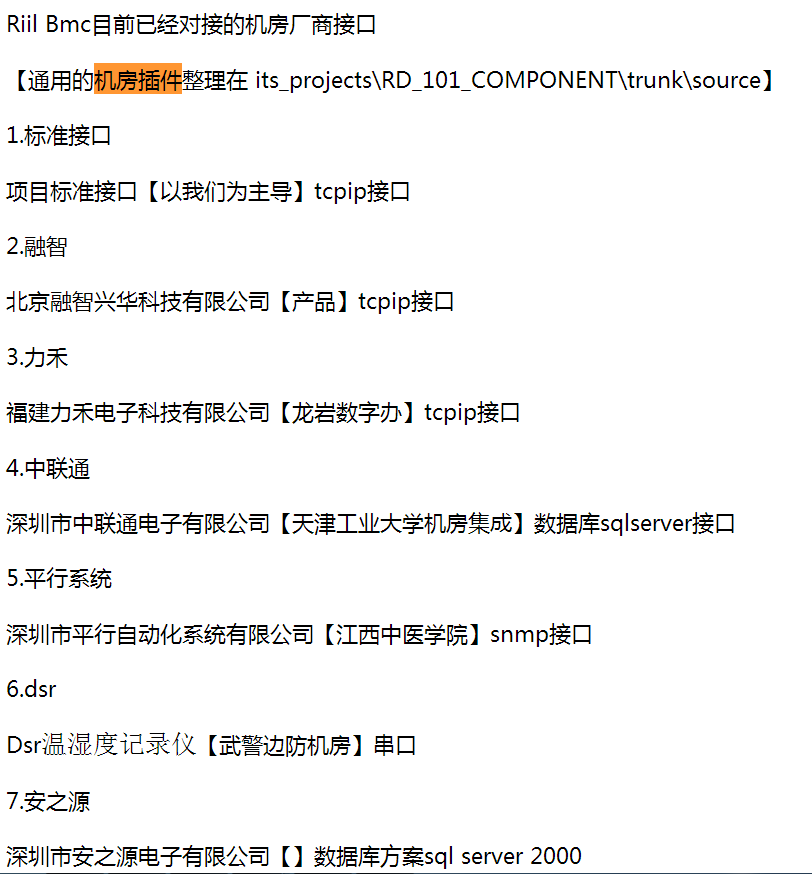 Riil Bmc目前已经对接的机房厂商接口
【通用的机房插件整理在 its_projects\RD_101_COMPONENT\trunk\source】
1.标准接口
项目标准接口【以我们为主导】tcpip接口
2.融智
北京融智兴华科技有限公司【产品】tcpip接口
3.力禾
福建力禾电子科技有限公司【龙岩数字办】tcpip接口
4.中联通
深圳市中联通电子有限公司【天津工业大学机房集成】数据库sqlserver接口
5.平行系统
深圳市平行自动化系统有限公司【江西中医学院】snmp接口
6.dsr
Dsr温湿度记录仪【武警边防机房】串口
7.安之源
深圳市安之源电子有限公司【】数据库方案sql server 2000